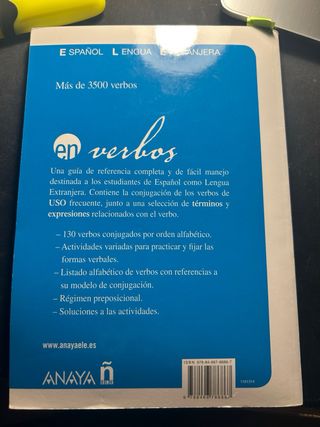 ESPAÑOL LENGUA EXTRANJERA
Más de 3500 verbos
en verbos
Una guía de referencia completa y de fácil manejo
destinada a los estudiantes de Español como Lengua
Extranjera. Contiene la conjugación de los verbos de
USO frecuente, junto a una selección de términos y
expresiones relacionados con el verbo.
– 130 verbos conjugados por orden alfabético.
– Actividades variadas para practicar y fijar las
formas verbales.
– Listado alfabético de verbos con referencias a
su modelo de conjugación.
– Régimen preposicional.
– Soluciones a las actividades.
www.anayaele.es
ANAYA ñ